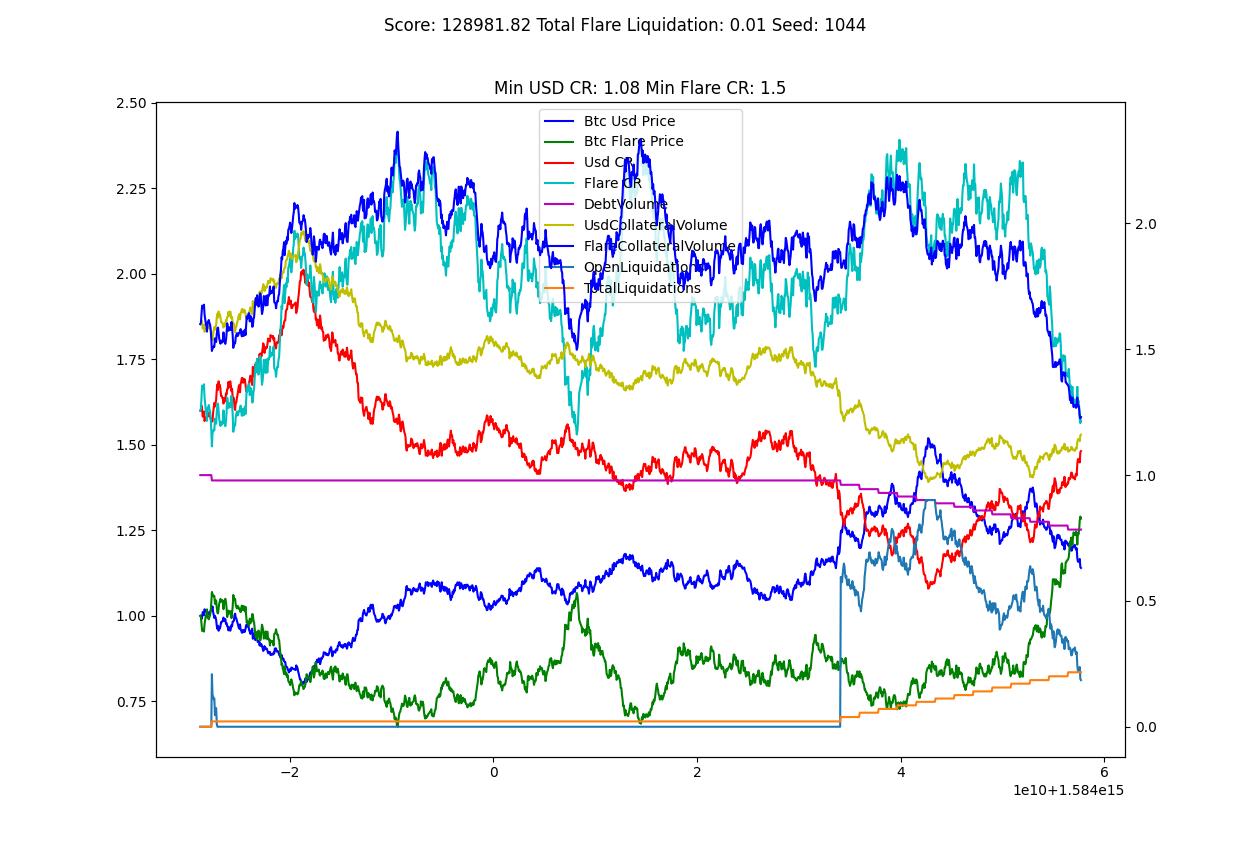 Score: 128981.82 Total Flare Liquidation: 0.01 Seed: 1044
Min USD CR: 1.08 Min Flare CR: 1.5
2.50
2.25
2.00
1.75
1.50
1.25
1.00
0.75
Btc Usd Price
Btc Flare Price
Usd CR
Flare CR
DebtVolume
UsdCollateralVolume
FlareCollateralVolume
OpenLiquidations
TotalLiquidations
2.0
1.5
1.0
0.5
0.0
−2
0
2
4
6
1e10+1.584e15